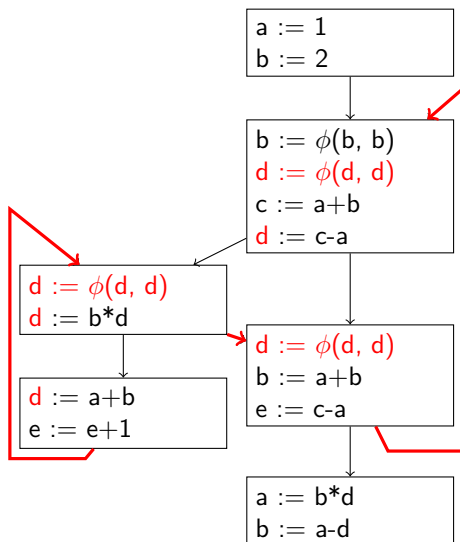 a := 1
b := 2
b := ϕ(b, b)
d := ϕ(d, d)
c := a+b
d := c-a
d := ϕ(d, d)
d := b*d
d := ϕ(d, d)
b := a+b
e := c-a
d := a+b
e := e+1
a := b*d
b := a-d